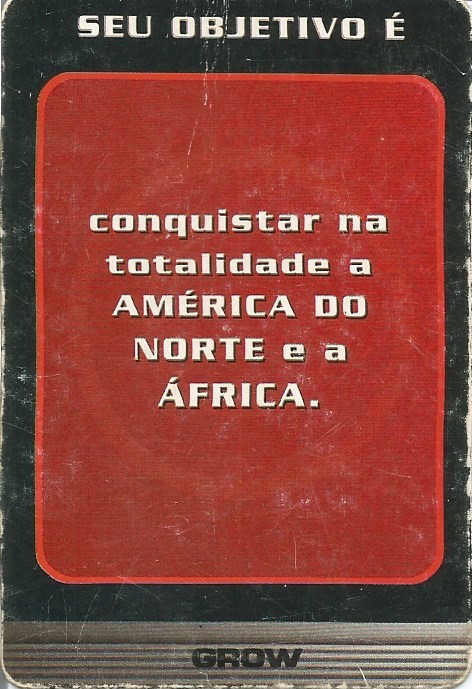 SEU OBJETIVO É
conquistar na
totalidade a
AMÉRICA DO
NORTE e a
ÁFRICA.
GROW